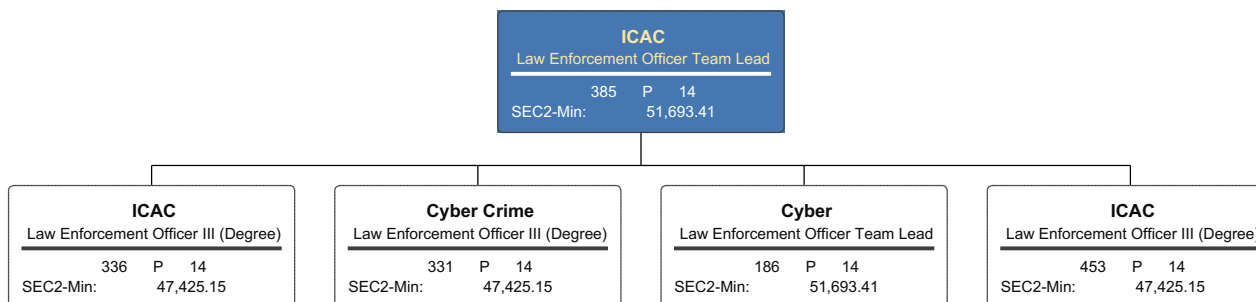 ICAC
Law Enforcement Officer Team Lead
385 P 14
SEC2-Min: 51,693.41
ICAC
Law Enforcement Officer III (Degree)
336 P 14
SEC2-Min: 47,425.15
Cyber Crime
Law Enforcement Officer III (Degree)
331 P 14
SEC2-Min: 47,425.15
Cyber
Law Enforcement Officer Team Lead
186 P 14
SEC2-Min: 51,693.41
ICAC
Law Enforcement Officer III (Degree)
453 P 14
SEC2-Min: 47,425.15